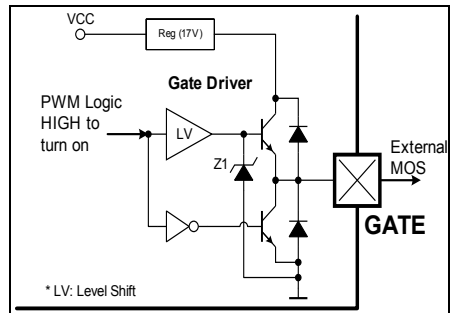 VCC
Reg (17V)
Gate Driver
PWM Logic
HIGH to
turn on
LV
Z1
External
MOS
GATE
* LV: Level Shift